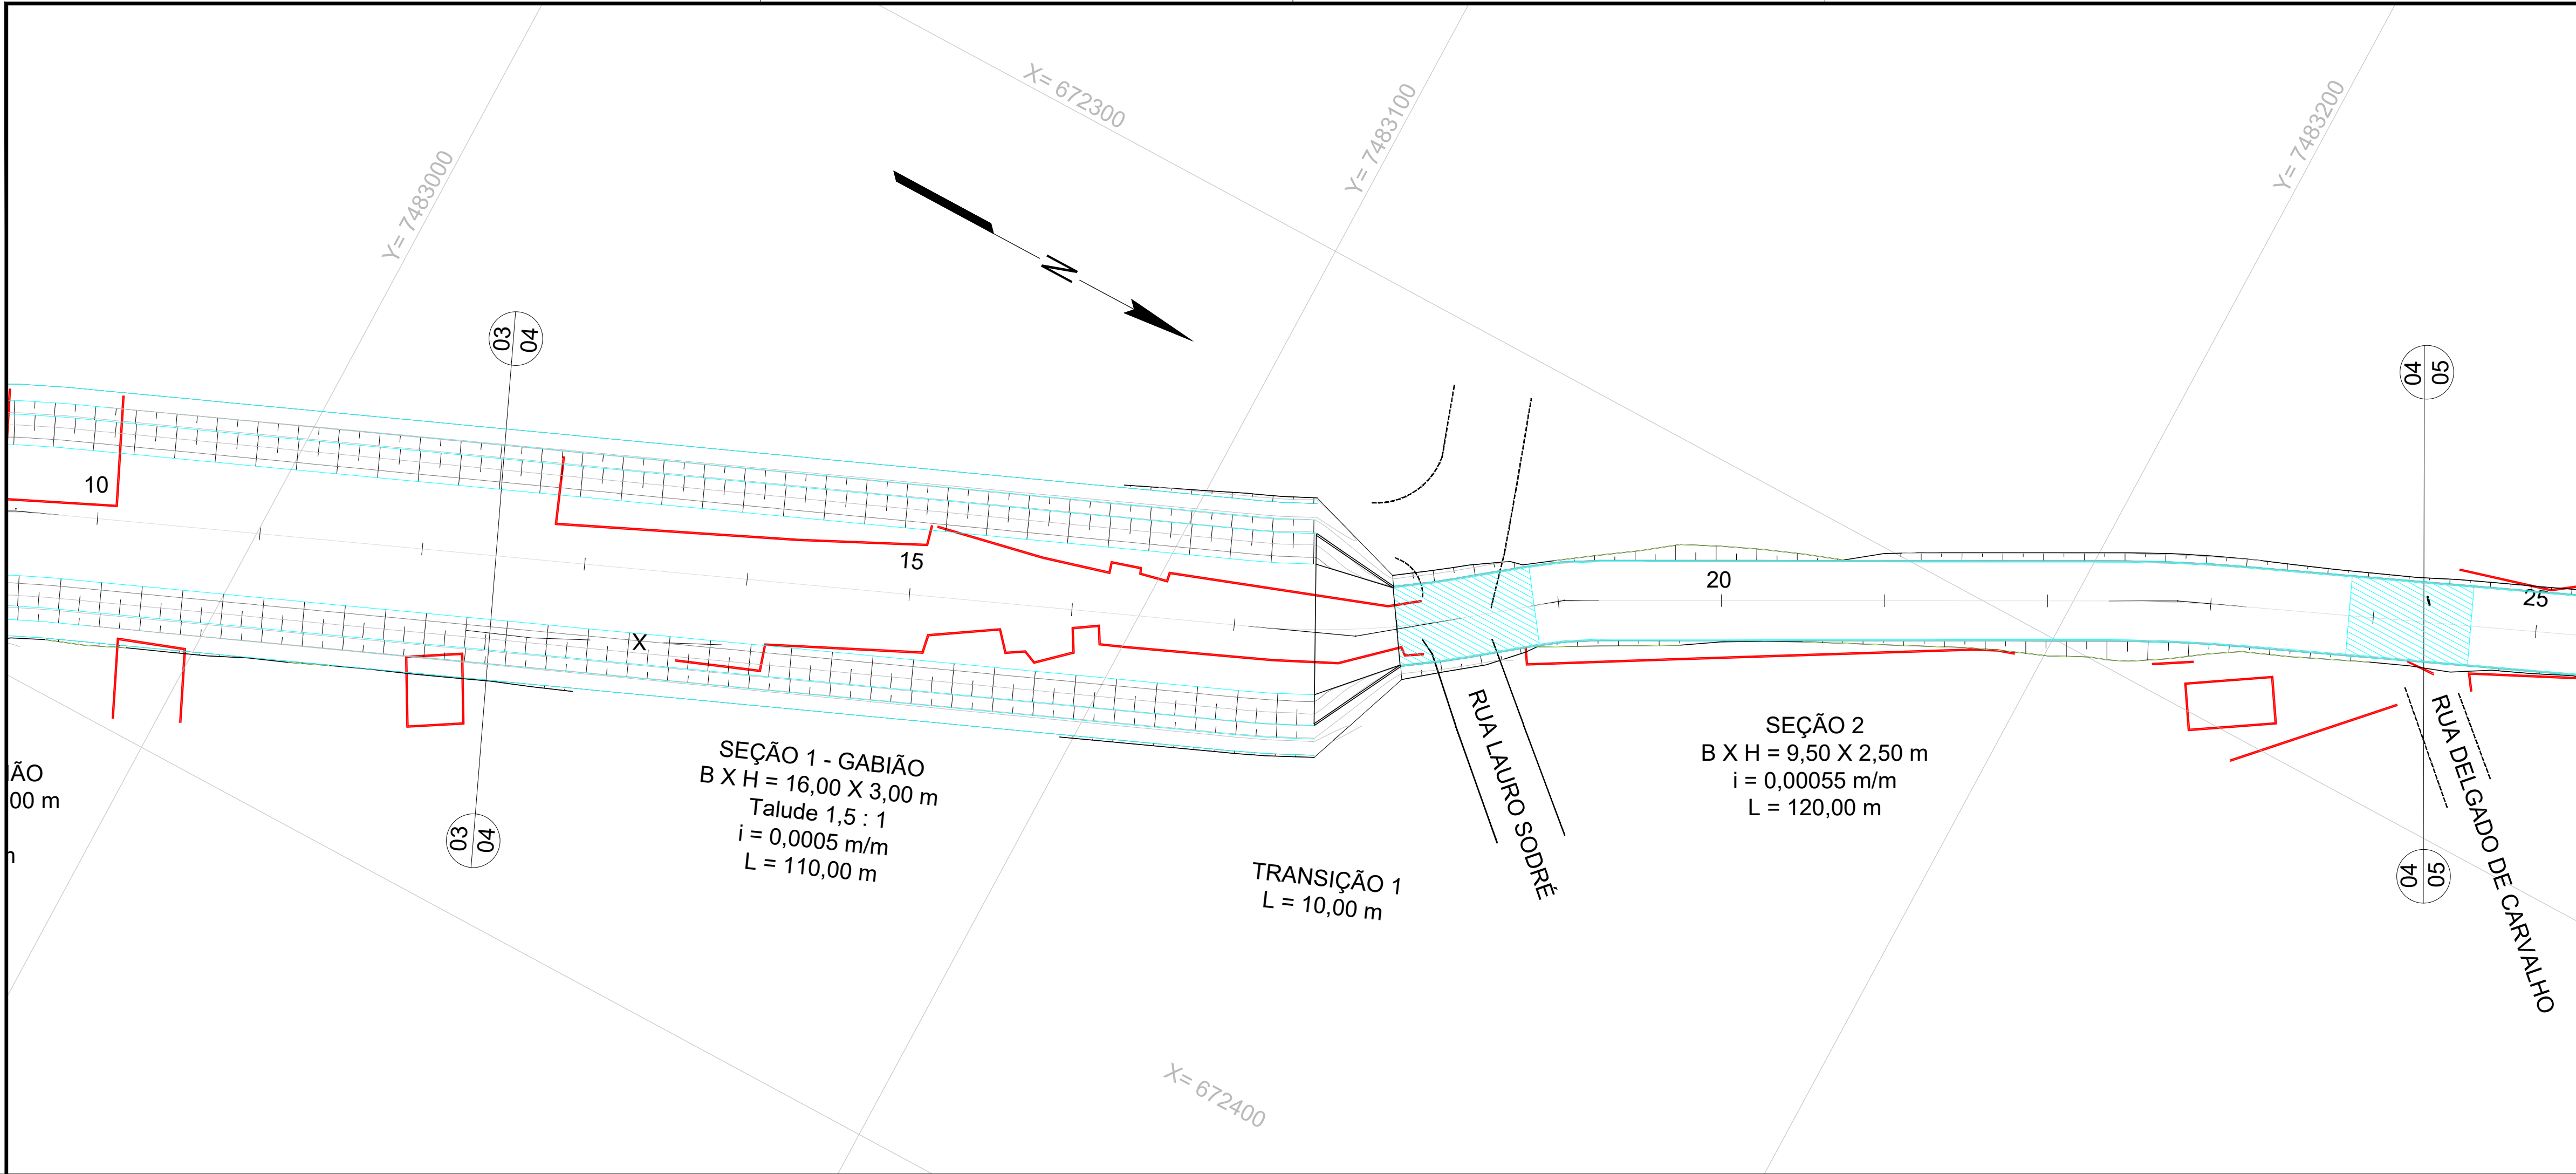 X= 672300
Y= 7483000
Y= 7483100
Y= 7483200
N
03
04
04
05
10
15
20
25
X
RUA LAURO SODRÉ
RUA DELGADO DE CARVALHO
SEÇÃO 1 - GABIÃO
B X H = 16,00 X 3,00 m
Talude 1,5 : 1
i = 0,0005 m/m
L = 110,00 m
SEÇÃO 2
B X H = 9,50 X 2,50 m
i = 0,00055 m/m
L = 120,00 m
ÃO
00 m
03
04
04
05
TRANSIÇÃO 1
L = 10,00 m
X= 672400